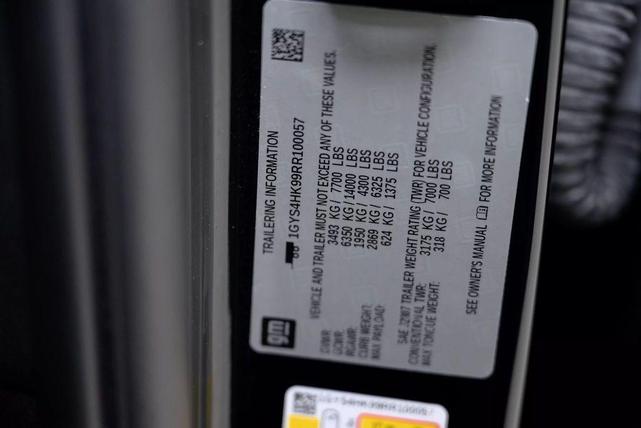 gm
TRAILERING INFORMATION
1GYS4HK99RR100057
VEHICLE AND TRAILER MUST NOT EXCEED ANY OF THESE VALUES.
GVWR: 3493 KG/ 7700 LBS
GCWR: 6350 KG/14000 LBS
RGAWR: 1950 KG/ 4300 LBS
CURB WEIGHT: 2869 KG/ 6325 LBS
MAX PAYLOAD: 624 KG/ 1375 LBS
SAE J2807 TRAILER WEIGHT RATING (TWR) FOR VEHICLE CONFIGURATION.
CONVENTIONAL TWR: 3175 KG/ 7000 LBS
MAX TONGUE WEIGHT: 318 KG/ 700 LBS
SEE OWNER'S MANUAL FOR MORE INFORMATION